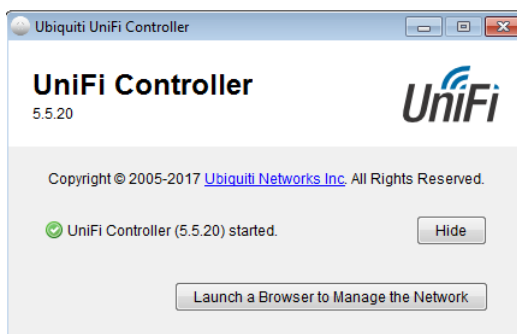 Ubiquiti UniFi Controller
UniFi Controller
5.5.20
UniFi
Copyright © 2005-2017 Ubiquiti Networks Inc. All Rights Reserved.
UniFi Controller (5.5.20) started.
Hide
Launch a Browser to Manage the Network